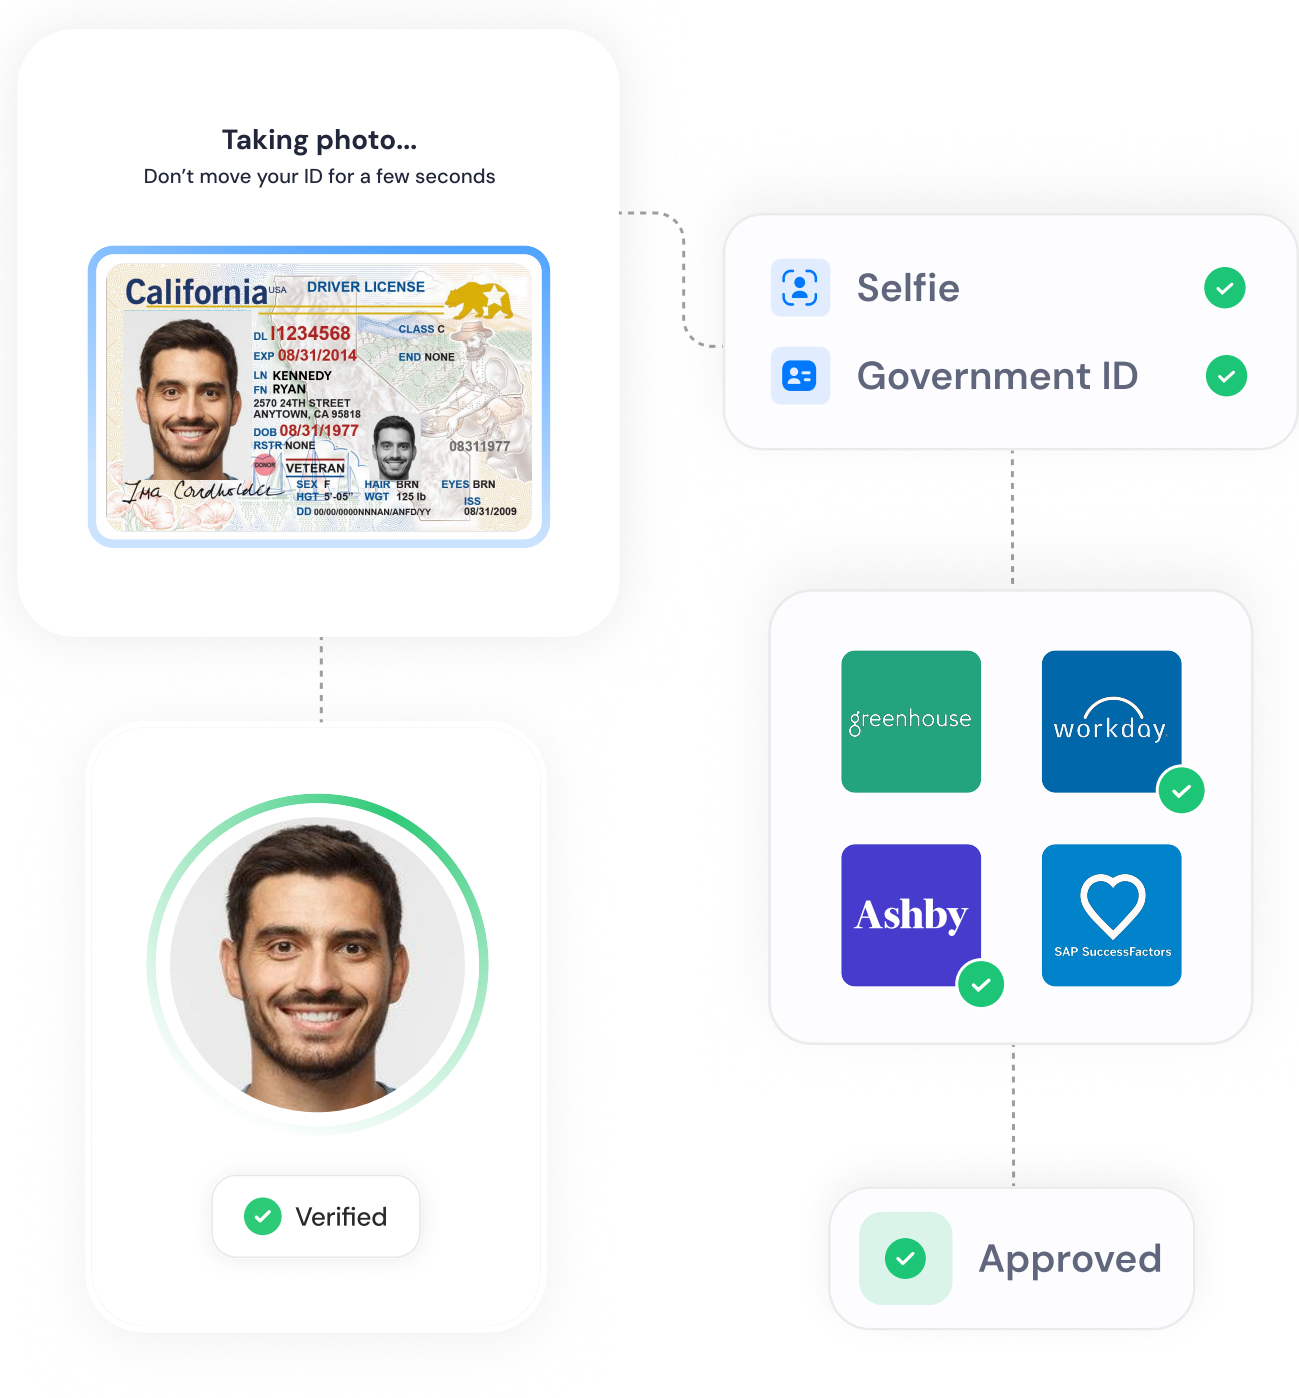 Taking photo...
Don't move your ID for a few seconds
California USA DRIVER LICENSE
DL I1234568 CLASS C
EXP 08/31/2014 END NONE
LN KENNEDY
FN RYAN
2570 24TH STREET
ANYTOWN, CA 95818
DOB 08/31/1977
RSTR NONE 08311977
DONOR VETERAN
Ima Cardholder
SEX F HAIR BRN EYES BRN
HGT 5'-05" WGT 125 lb ISS
DD 00/00/0000NNNAN/ANFD/YY 08/31/2009
Verified
Selfie
Government ID
greenhouse
workday.
Ashby
SAP SuccessFactors
Approved